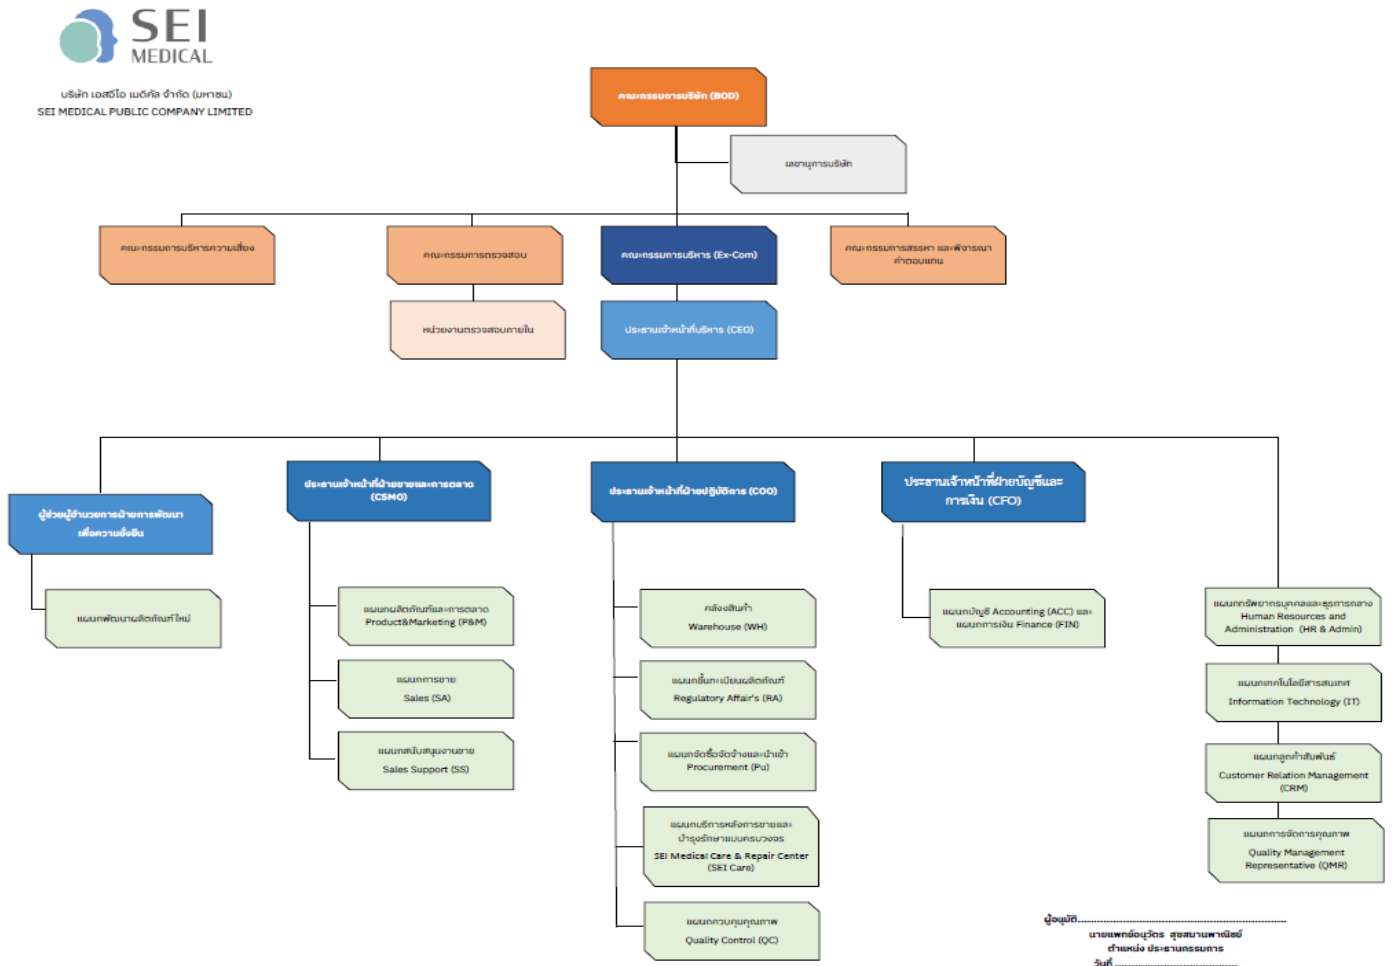 SEI
MEDICAL
บริษัท เอสอีไอ เมดิคัล จำกัด (มหาชน)
SEI MEDICAL PUBLIC COMPANY LIMITED
คณะกรรมการบริษัท (BOD)
เลขานุการบริษัท
คณะกรรมการบริหารความเสี่ยง
คณะกรรมการตรวจสอบ
คณะกรรมการบริหาร (Ex-Com)
คณะกรรมการสรรหา และพิจารณา
ค่าตอบแทน
หน่วยงานตรวจสอบภายใน
ประธานเจ้าหน้าที่บริหาร (CEO)
ผู้ช่วยผู้อำนวยการฝ่ายการพัฒนา
เพื่อความยั่งยืน
ประธานเจ้าหน้าที่ฝ่ายขายและการตลาด
(CSMO)
ประธานเจ้าหน้าที่ฝ่ายปฏิบัติการ (COO)
ประธานเจ้าหน้าที่ฝ่ายบัญชีและ
การเงิน (CFO)
แผนกพัฒนาผลิตภัณฑ์ใหม่
แผนกผลิตภัณฑ์และการตลาด
Product&Marketing (P&M)
แผนกการขาย
Sales (SA)
แผนกสนับสนุนงานขาย
Sales Support (SS)
คลังสินค้า
Warehouse (WH)
แผนกขึ้นทะเบียนผลิตภัณฑ์
Regulatory Affair's (RA)
แผนกจัดซื้อจัดจ้างและนำเข้า
Procurement (Pu)
แผนกบริการหลังการขายและ
บำรุงรักษาแบบครบวงจร
SEI Medical Care & Repair Center
(SEI Care)
แผนกควบคุมคุณภาพ
Quality Control (QC)
แผนกบัญชี Accounting (ACC) และ
แผนกการเงิน Finance (FIN)
แผนกทรัพยากรบุคคลและธุรการกลาง
Human Resources and
Administration (HR & Admin)
แผนกเทคโนโลยีสารสนเทศ
Information Technology (IT)
แผนกลูกค้าสัมพันธ์
Customer Relation Management
(CRM)
แผนกการจัดการคุณภาพ
Quality Management
Representative (QMR)
ผู้อนุมัติ......................................................................
นายแพทย์อนุวัตร สุขสมานพาณิชย์
ตำแหน่ง ประธานกรรมการ
วันที่ .........................................